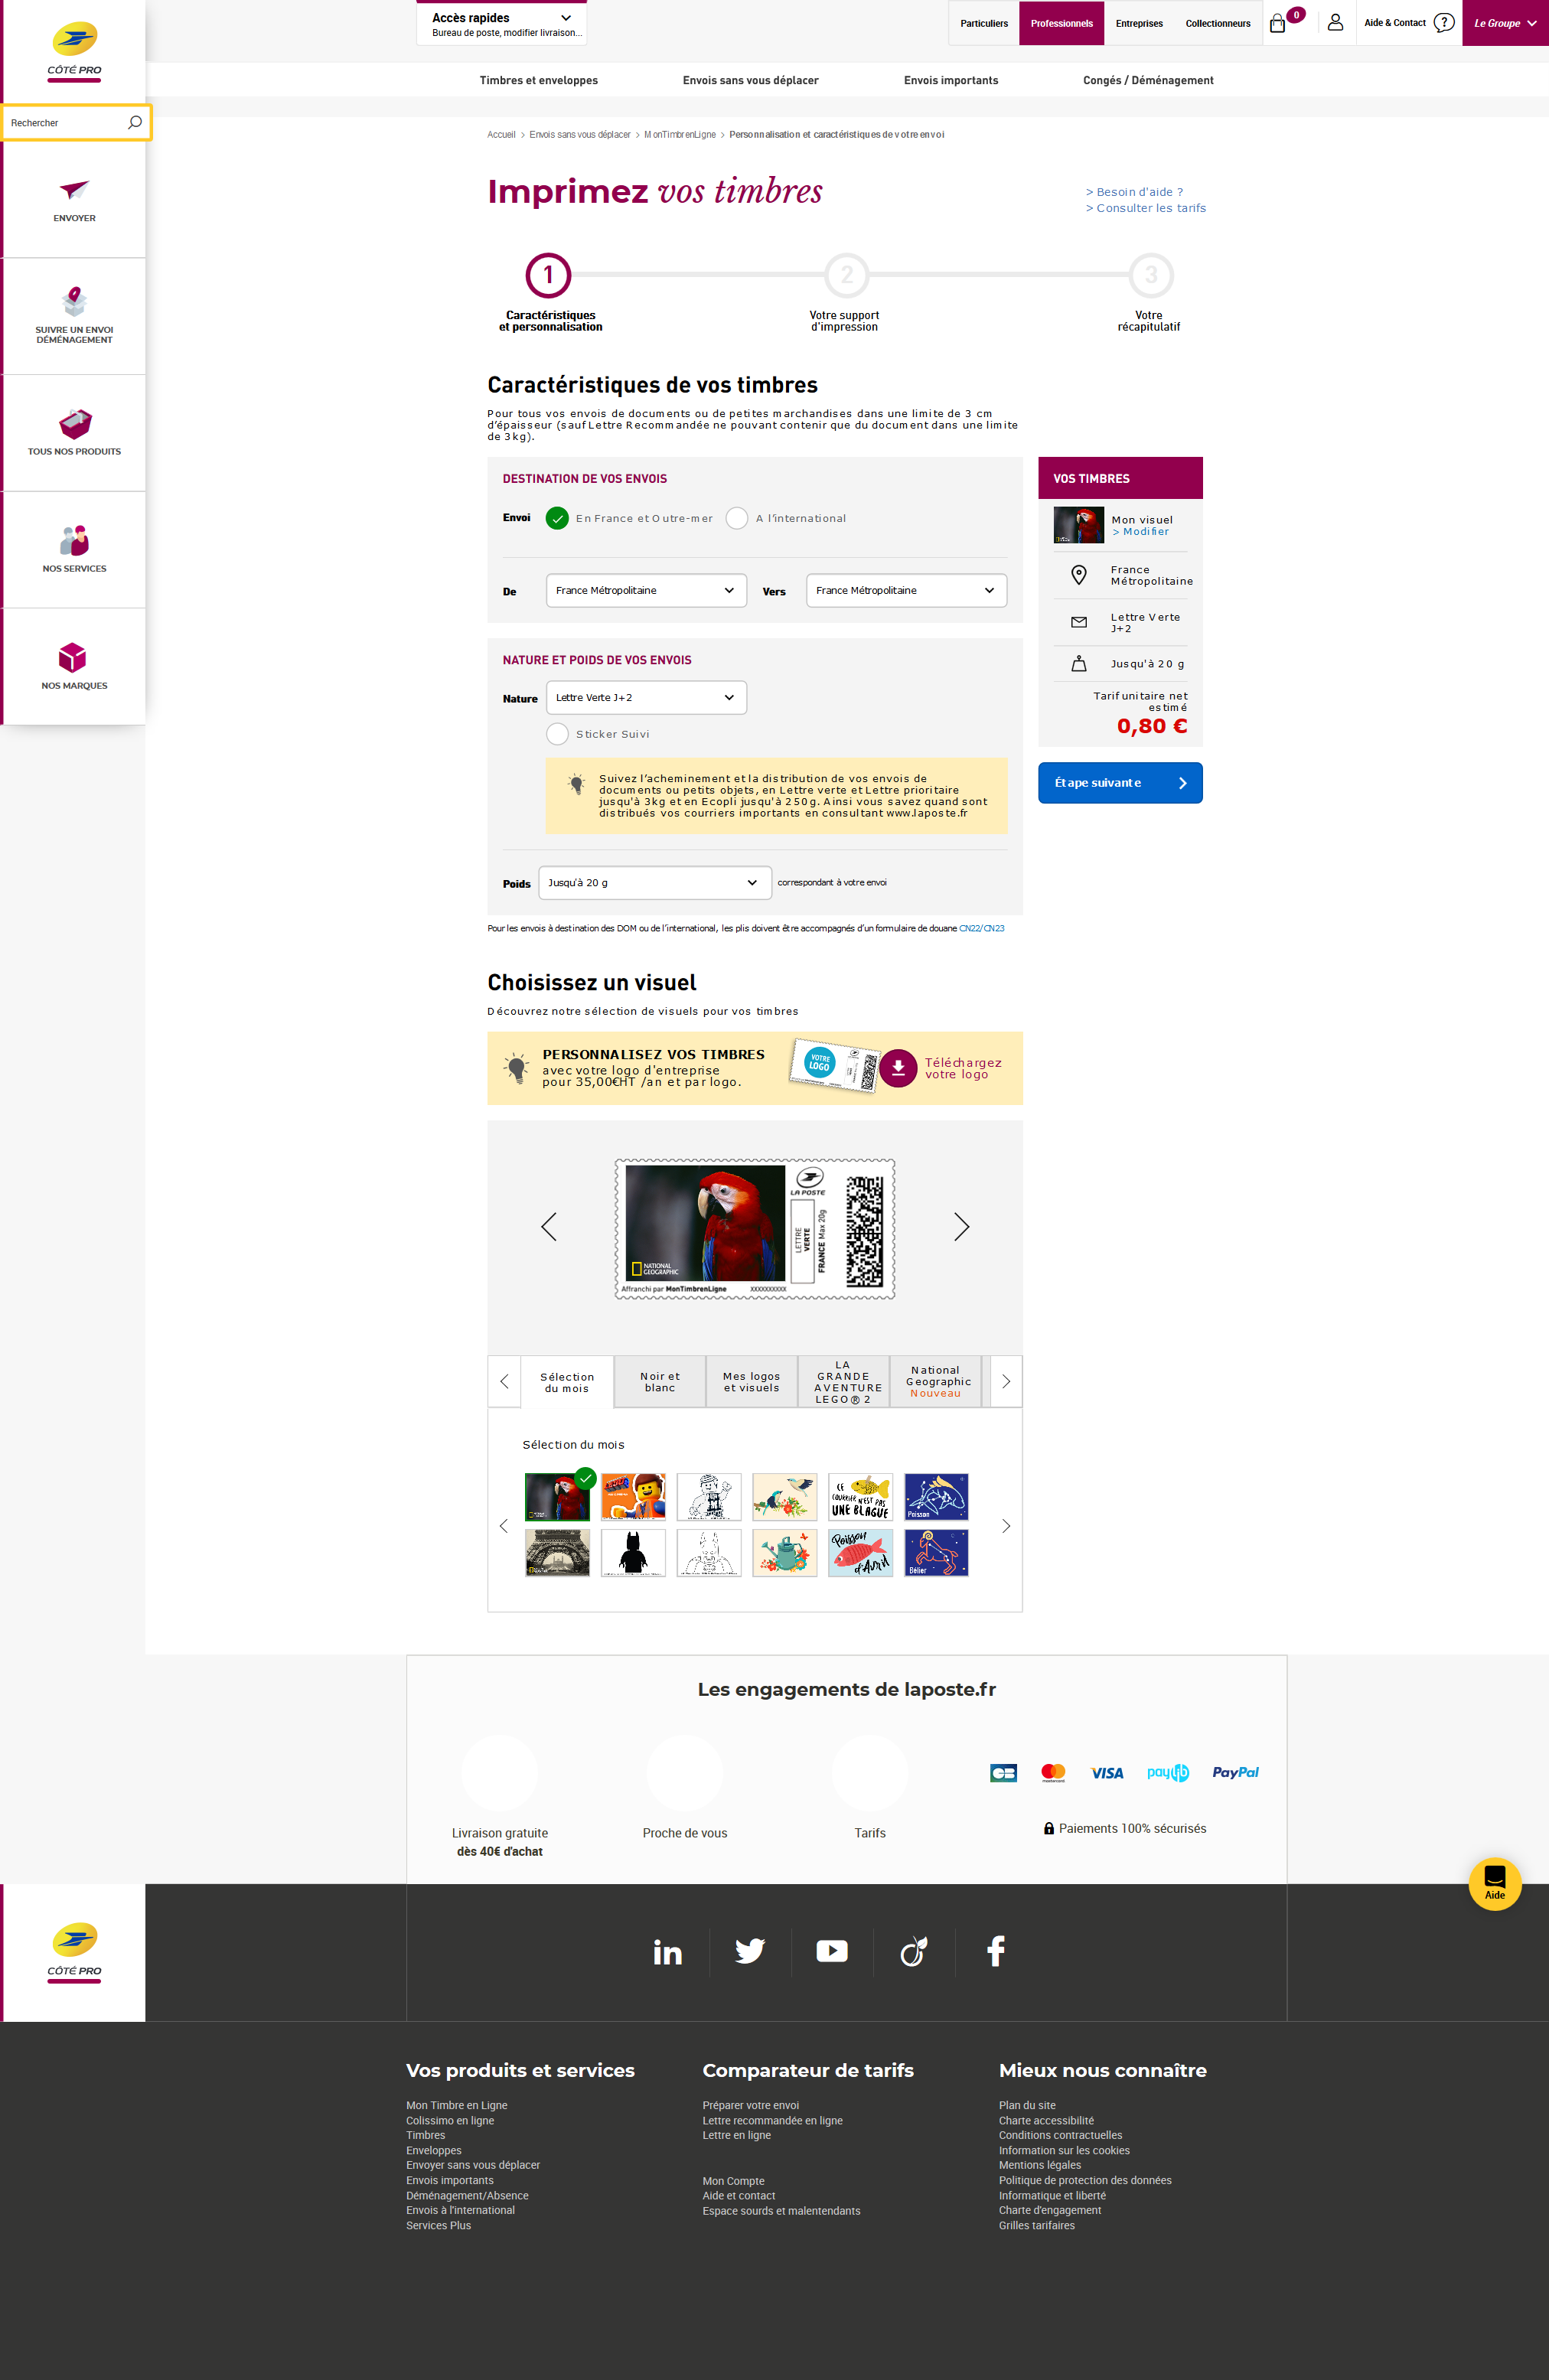 CÔTÉ PRO
Rechercher
ENVOYER
SUIVRE UN ENVOI
DÉMÉNAGEMENT
TOUS NOS PRODUITS
NOS SERVICES
NOS MARQUES
Accès rapides
Bureau de poste, modifier livraison...
Particuliers
Professionnels
Entreprises
Collectionneurs
0
Aide & Contact
?
Le Groupe
Timbres et enveloppes
Envois sans vous déplacer
Envois importants
Congés / Déménagement
Accueil > Envois sans vous déplacer > MonTimbrenLigne > Personnalisation et caractéristiques de votre envoi
Imprimez vos timbres
> Besoin d'aide ?
> Consulter les tarifs
1
2
3
Caractéristiques
et personnalisation
Votre support
d'impression
Votre
récapitulatif
Caractéristiques de vos timbres
Pour tous vos envois de documents ou de petites marchandises dans une limite de 3 cm
d’épaisseur (sauf Lettre Recommandée ne pouvant contenir que du document dans une limite
de 3kg).
DESTINATION DE VOS ENVOIS
Envoi
En France et Outre-mer
A l’international
De
France Métropolitaine
Vers
France Métropolitaine
NATURE ET POIDS DE VOS ENVOIS
Nature
Lettre Verte J+2
Sticker Suivi
Suivez l’acheminement et la distribution de vos envois de
documents ou petits objets, en Lettre verte et Lettre prioritaire
jusqu'à 3kg et en Ecopli jusqu'à 250g. Ainsi vous savez quand sont
distribués vos courriers importants en consultant www.laposte.fr
Poids
Jusqu'à 20 g
correspondant à votre envoi
Pour les envois à destination des DOM ou de l’international, les plis doivent être accompagnés d’un formulaire de douane CN22/CN23
VOS TIMBRES
Mon visuel
> Modifier
France
Métropolitaine
Lettre Verte
J+2
Jusqu'à 20 g
Tarif unitaire net
estimé
0,80 €
Étape suivante
Choisissez un visuel
Découvrez notre sélection de visuels pour vos timbres
PERSONNALISEZ VOS TIMBRES
avec votre logo d'entreprise
pour 35,00€HT /an et par logo.
VOTRE
LOGO
Téléchargez
votre logo
NATIONAL
GEOGRAPHIC
LA POSTE
LETTRE
VERTE
FRANCE Max 20g
Affranchi par MonTimbrenLigne
XXXXXXXXXX
Sélection
du mois
Noir et
blanc
Mes logos
et visuels
LA
GRANDE
AVENTURE
LEGO® 2
National
Geographic
Nouveau
Sélection du mois
CE
COURRIER N'EST PAS
UNE BLAGUE
Poisson
Poisson
d'Avril
Bélier
Les engagements de laposte.fr
Livraison gratuite
dès 40€ d'achat
Proche de vous
Tarifs
CB
mastercard
VISA
paylib
PayPal
Paiements 100% sécurisés
Aide
CÔTÉ PRO
in
Vos produits et services
Mon Timbre en Ligne
Colissimo en ligne
Timbres
Enveloppes
Envoyer sans vous déplacer
Envois importants
Déménagement/Absence
Envois à l'international
Services Plus
Comparateur de tarifs
Préparer votre envoi
Lettre recommandée en ligne
Lettre en ligne
Mon Compte
Aide et contact
Espace sourds et malentendants
Mieux nous connaître
Plan du site
Charte accessibilité
Conditions contractuelles
Information sur les cookies
Mentions légales
Politique de protection des données
Informatique et liberté
Charte d'engagement
Grilles tarifaires